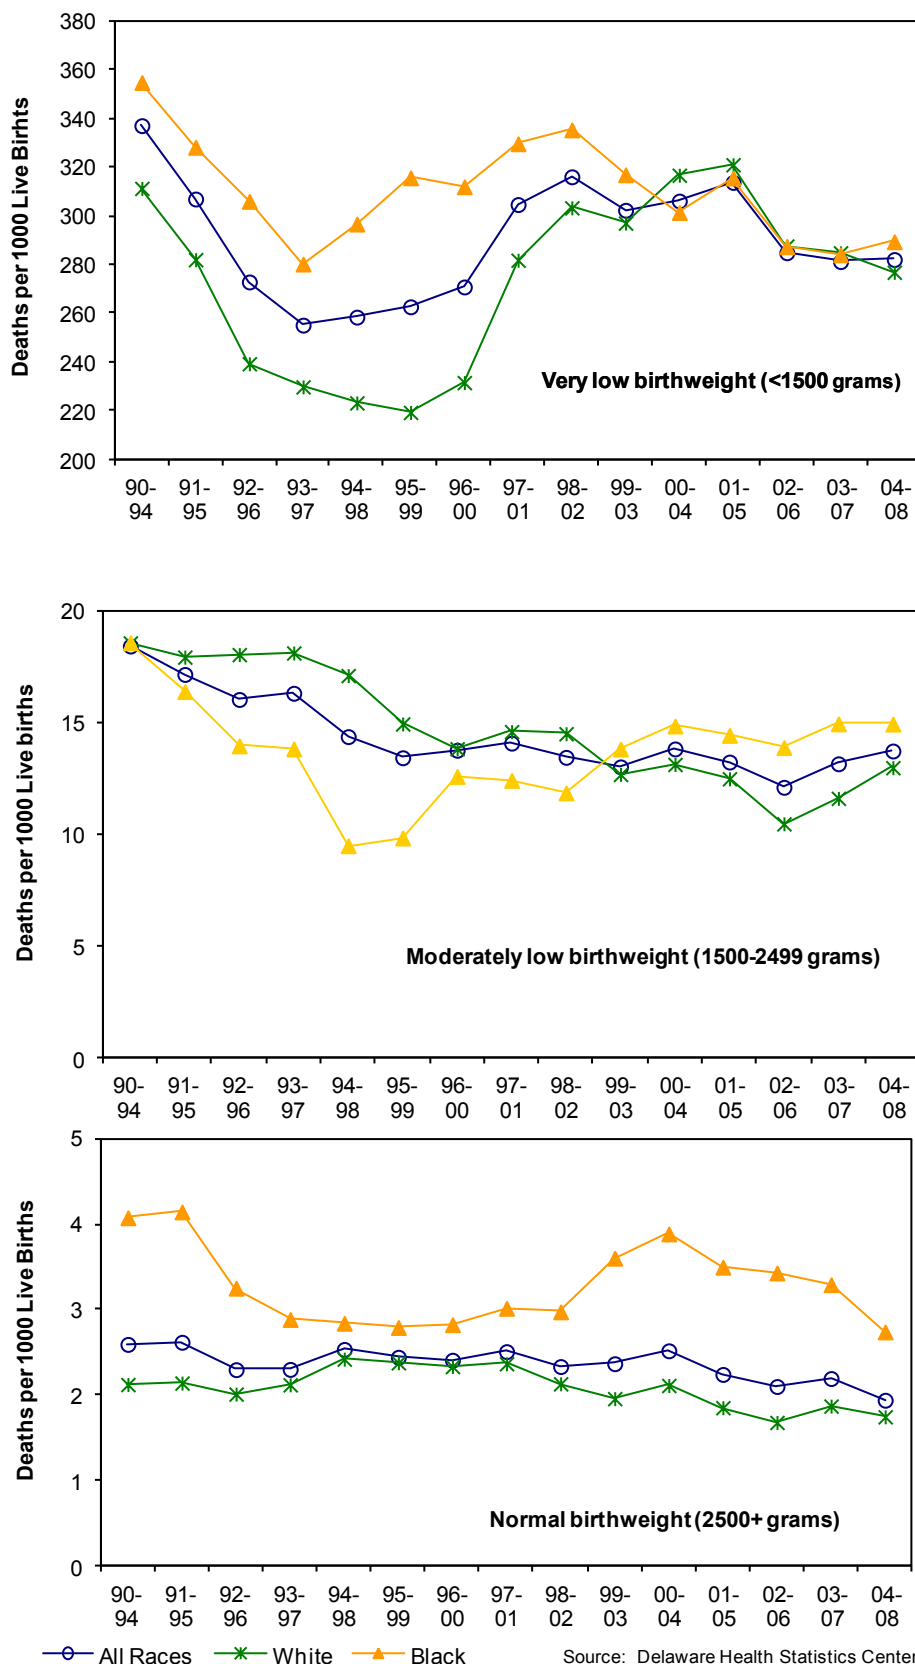 380
360
340
320
300
280
260
240
220
200
Deaths per 1000 Live Birhts
Very low birthweight (<1500 grams)
90-94 91-95 92-96 93-97 94-98 95-99 96-00 97-01 98-02 99-03 00-04 01-05 02-06 03-07 04-08
20
15
10
5
0
Deaths per 1000 Live births
Moderately low birthweight (1500-2499 grams)
90-94 91-95 92-96 93-97 94-98 95-99 96-00 97-01 98-02 99-03 00-04 01-05 02-06 03-07 04-08
5
4
3
2
1
0
Deaths per 1000 Live Births
Normal birthweight (2500+ grams)
90-94 91-95 92-96 93-97 94-98 95-99 96-00 97-01 98-02 99-03 00-04 01-05 02-06 03-07 04-08
All Races White Black Source: Delaware Health Statistics Center